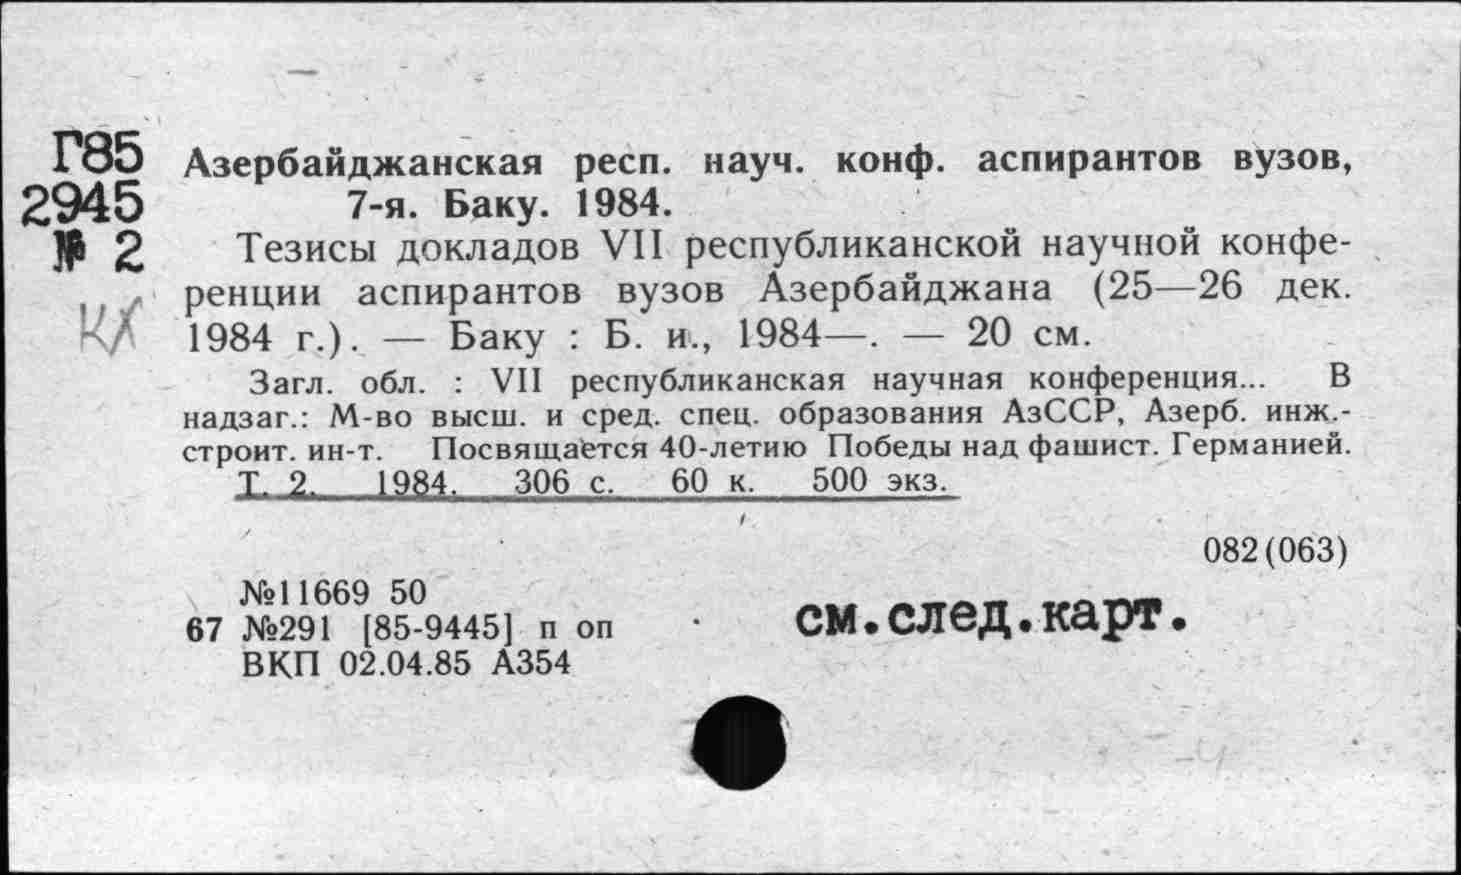 Г85
2945
№ 2
К/Х
Азербайджанская респ. науч. конф. аспирантов вузов,
7-я. Баку. 1984.
Тезисы докладов VII республиканской научной конфе-
ренции аспирантов вузов Азербайджана (25—26 дек.
1984 г.). — Баку : Б. и., 1984—. — 20 см.
Загл. обл. : VII республиканская научная конференция... В
надзаг.: М-во высш. и сред. спец. образования АзССР, Азерб. инж.-
строит. ин-т. Посвящается 40-летию Победы над фашист. Германией.
Т. 2. 1984. 306 с. 60 к. 500 экз.
082(063)
№11669 50
67 №291 [85-9445] п оп
ВКП 02.04.85 А354
см.след.карт.